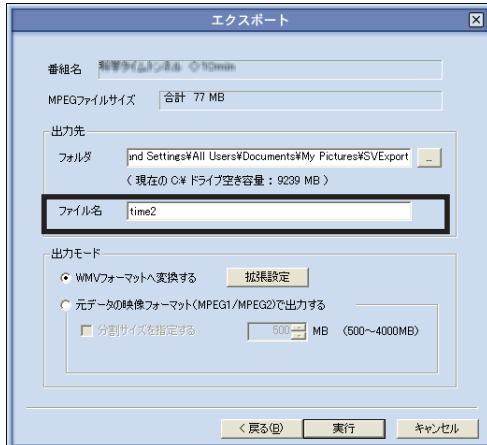 エクスポート
番組名
MPEGファイルサイズ 合計 77 MB
出力先
フォルダ nd Settings¥All Users¥Documents¥My Pictures¥SVExport ...
( 現在の C:¥ ドライブ空き容量 : 9239 MB )
ファイル名 time2
出力モード
WMVフォーマットへ変換する 拡張設定
元データの映像フォーマット(MPEG1/MPEG2)で出力する
分割サイズを指定する 500 MB (500~4000MB)
< 戻る(B) 実行 キャンセル